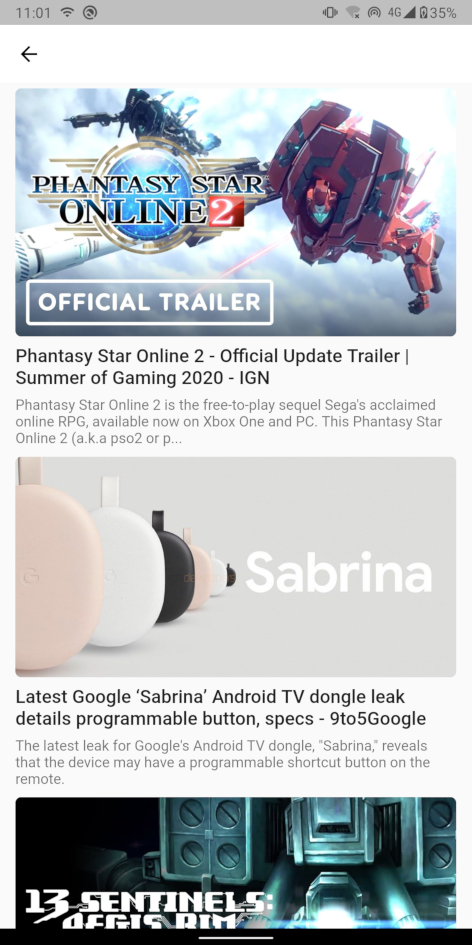 11:01 4G 35%
PHANTASY STAR
ONLINE 2
OFFICIAL TRAILER
Phantasy Star Online 2 - Official Update Trailer |
Summer of Gaming 2020 - IGN
Phantasy Star Online 2 is the free-to-play sequel Sega's acclaimed
online RPG, available now on Xbox One and PC. This Phantasy Star
Online 2 (a.k.a pso2 or p...
G
Sabrina
Latest Google ‘Sabrina’ Android TV dongle leak
details programmable button, specs - 9to5Google
The latest leak for Google's Android TV dongle, "Sabrina," reveals
that the device may have a programmable shortcut button on the
remote.
13 SENTINELS:
AEGIS RIM